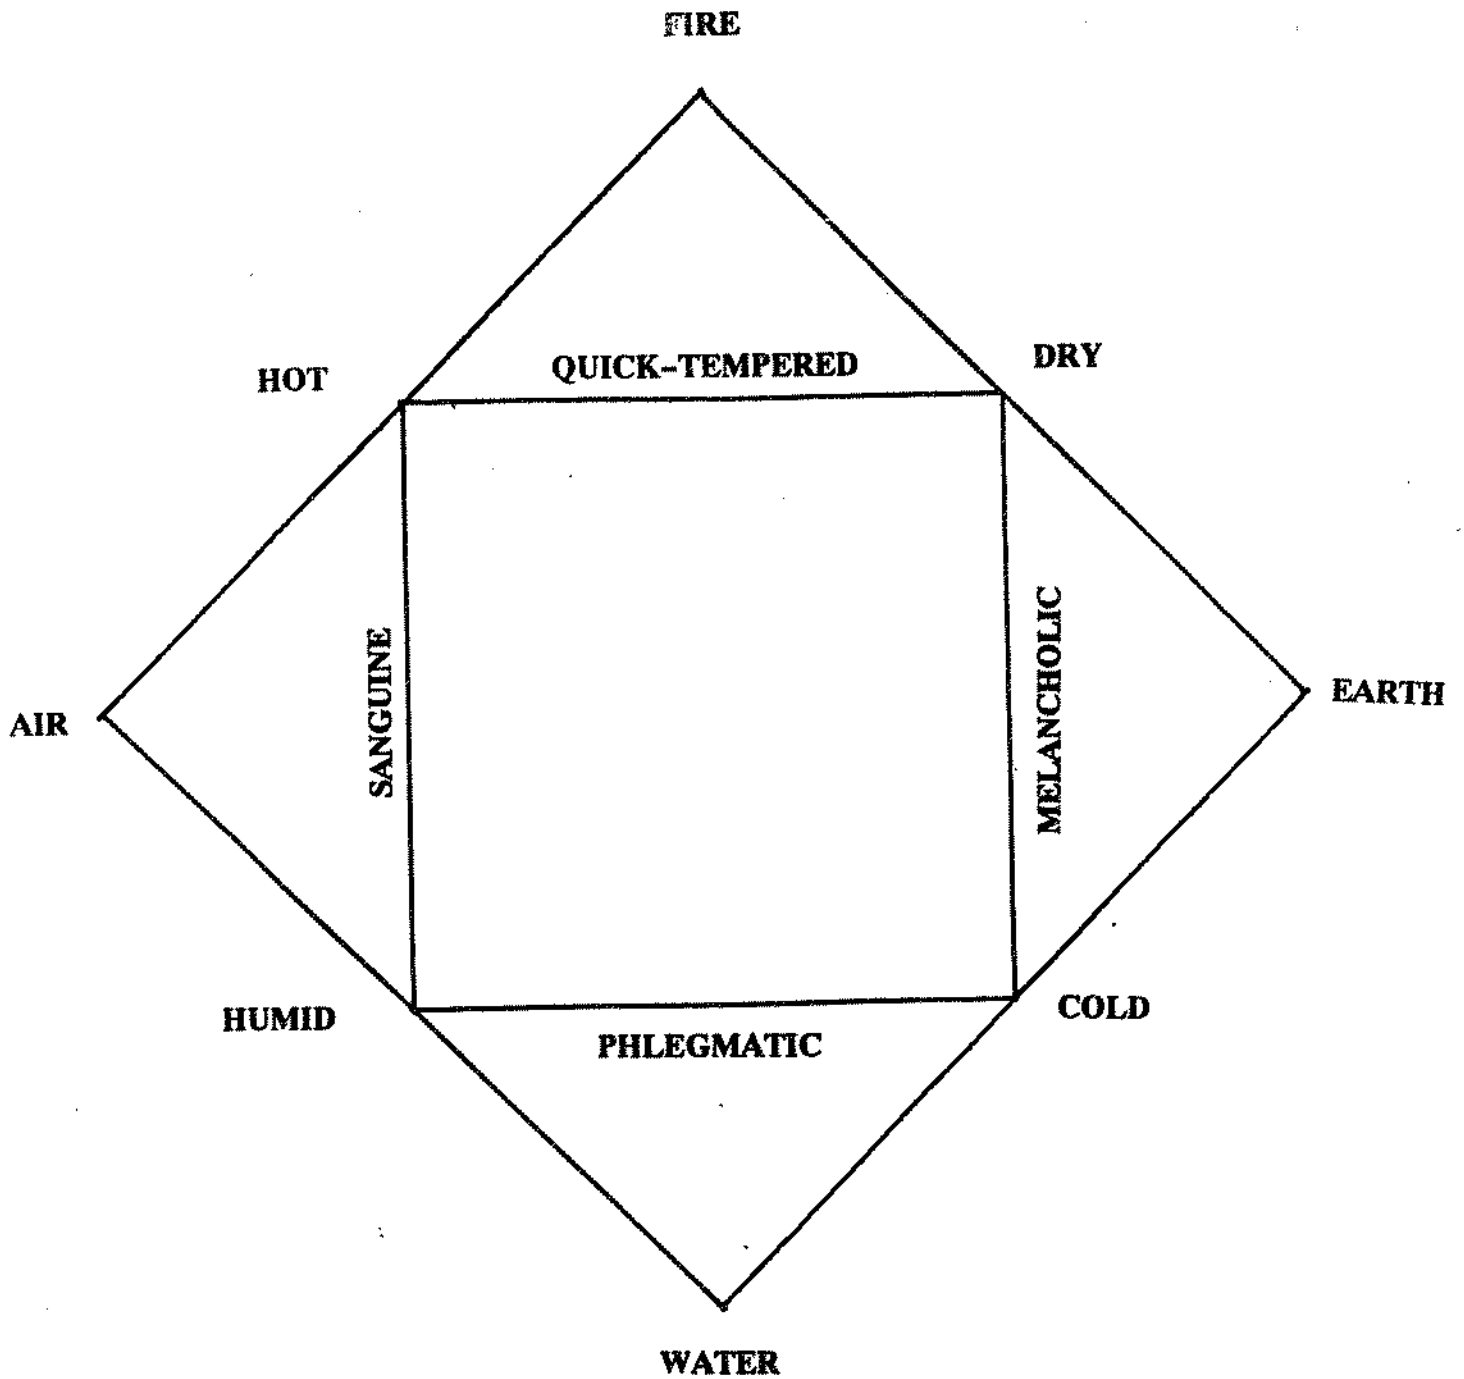 FIRE
HOT
QUICK-TEMPERED
DRY
AIR
SANGUINE
MELANCHOLIC
EARTH
HUMID
PHLEGMATIC
COLD
WATER